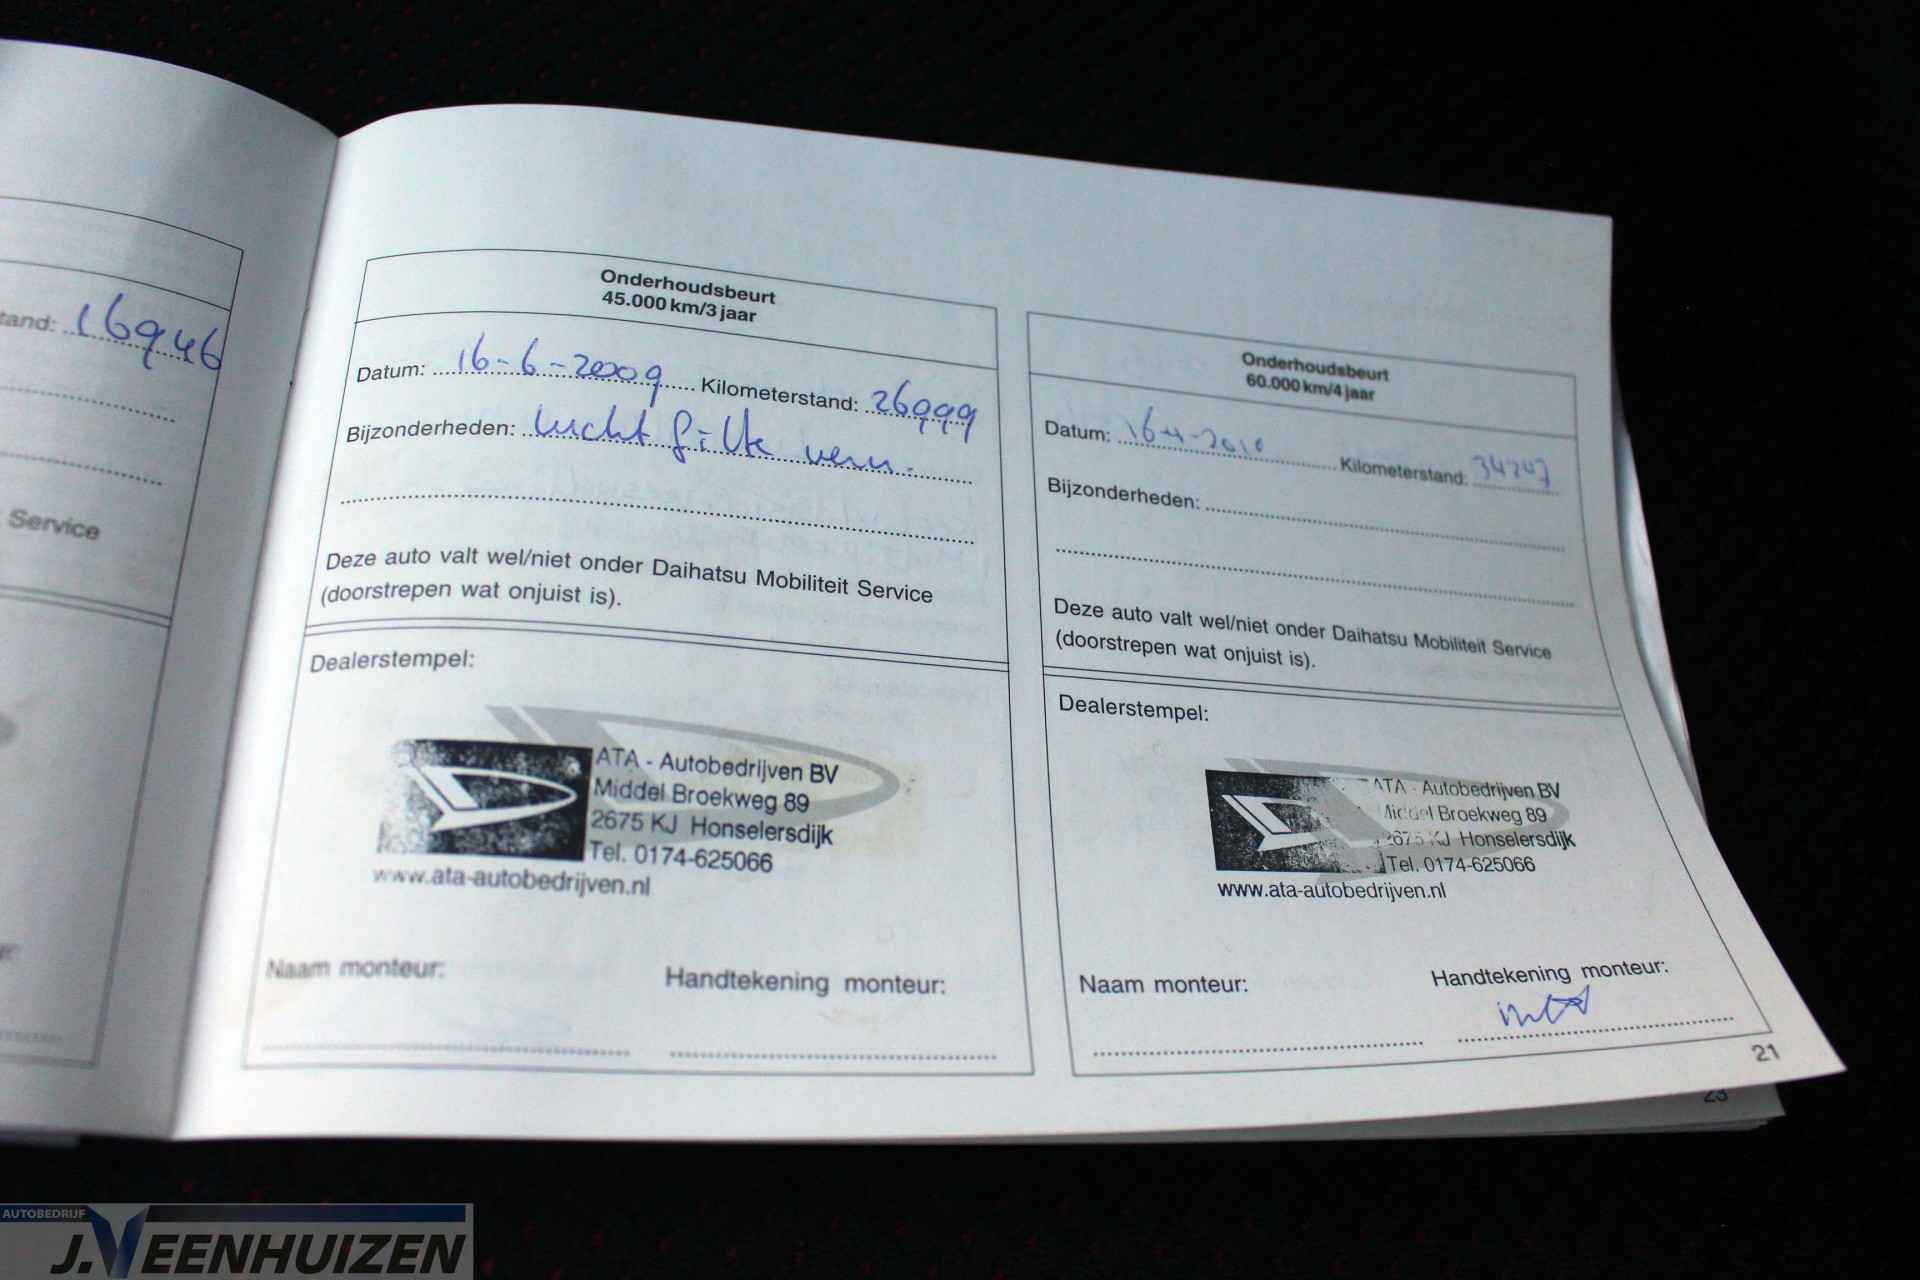 tand: 16946
Service
Onderhoudsbeurt
45.000 km/3 jaar
Datum: 16-6-2009 Kilometerstand: 26999
Bijzonderheden: lucht filte vern.
Deze auto valt wel/niet onder Daihatsu Mobiliteit Service
(doorstrepen wat onjuist is).
Dealerstempel:
ATA - Autobedrijven BV
Middel Broekweg 89
2675 KJ Honselersdijk
Tel. 0174-625066
www.ata-autobedrijven.nl
Naam monteur: Handtekening monteur:
Onderhoudsbeurt
60.000 km/4 jaar
Datum: 16-4-2010 Kilometerstand: 34747
Bijzonderheden:
Deze auto valt wel/niet onder Daihatsu Mobiliteit Service
(doorstrepen wat onjuist is).
Dealerstempel:
ATA - Autobedrijven BV
Middel Broekweg 89
2675 KJ Honselersdijk
Tel. 0174-625066
www.ata-autobedrijven.nl
Naam monteur: Handtekening monteur:
21
23
AUTOBEDRIJF
J.VEENHUIZEN